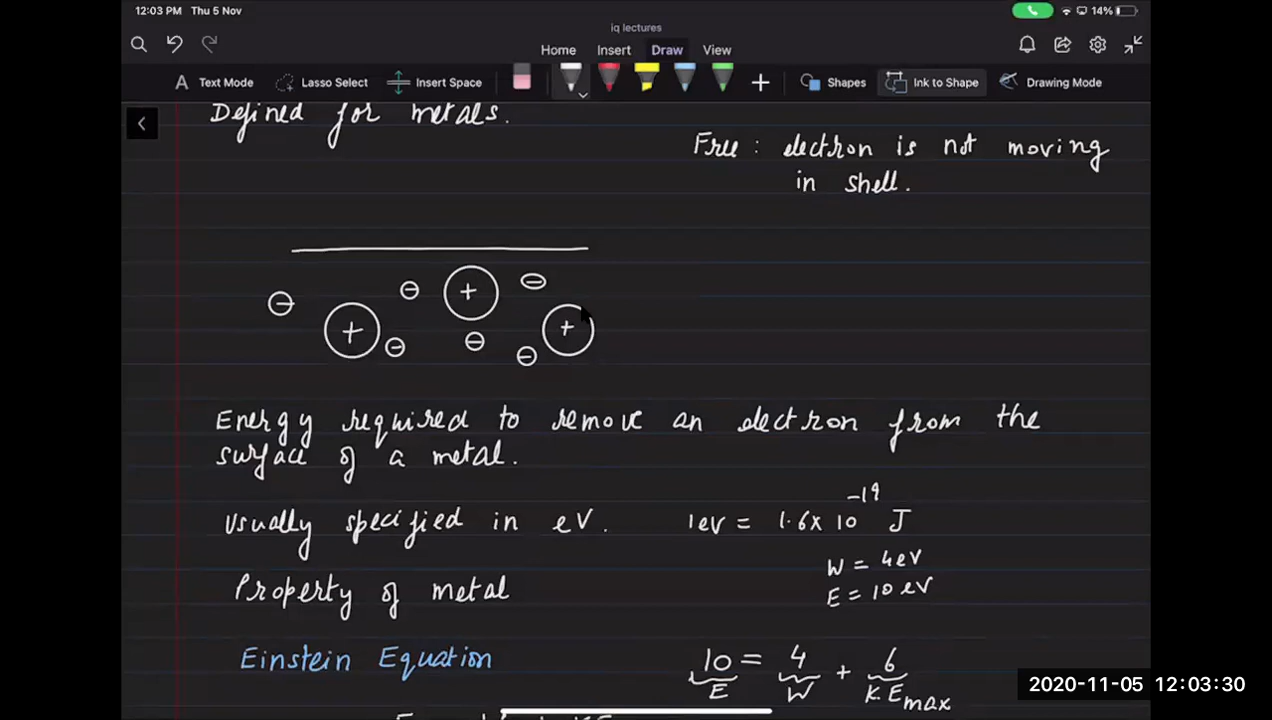 12:03 PM Thu 5 Nov
14%
iq lectures
Home Insert Draw View
Text Mode Lasso Select Insert Space Shapes Ink to Shape Drawing Mode
Defined for metals.
Free : electron is not moving
in shell.
⊖ + ⊖ + ⊖ +
⊖ ⊖ ⊖
Energy required to remove an electron from the
surface of a metal.
Usually specified in eV. 1eV = 1.6x 10⁻¹⁹ J
W = 4eV
E = 10 eV
Property of metal
Einstein Equation
10 = 4 + 6
E W K.Emax
2020-11-05 12:03:30